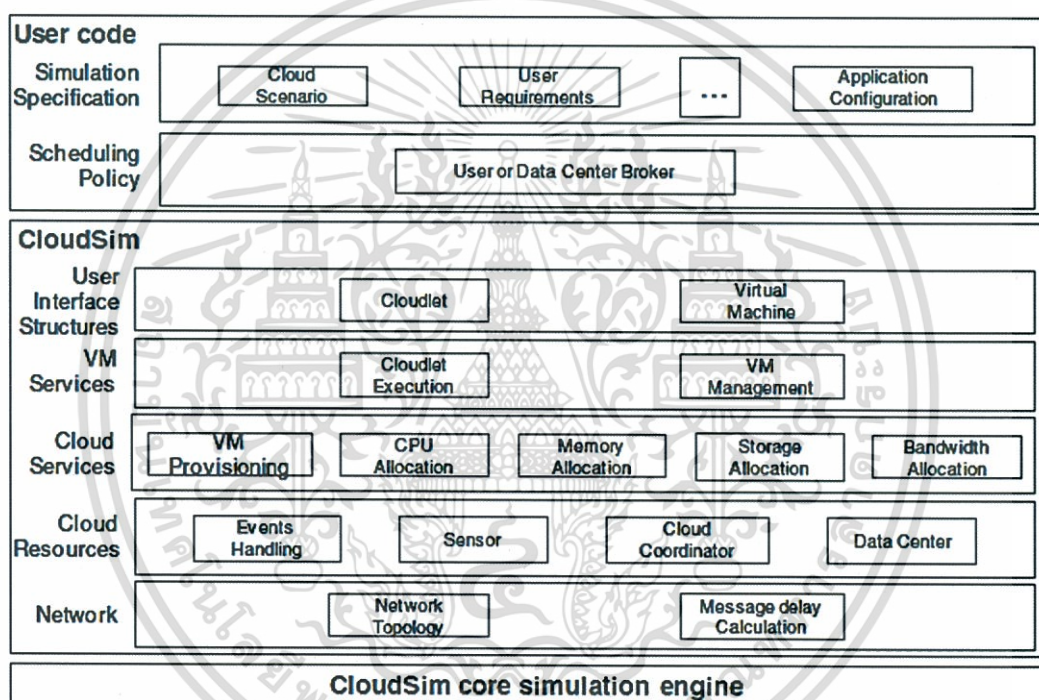 User code
Simulation
Specification
Cloud
Scenario
User
Requirements
...
Application
Configuration
Scheduling
Policy
User or Data Center Broker
CloudSim
User
Interface
Structures
Cloudlet
Virtual
Machine
VM
Services
Cloudlet
Execution
VM
Management
Cloud
Services
VM
Provisioning
CPU
Allocation
Memory
Allocation
Storage
Allocation
Bandwidth
Allocation
Cloud
Resources
Events
Handling
Sensor
Cloud
Coordinator
Data Center
Network
Network
Topology
Message delay
Calculation
CloudSim core simulation engine